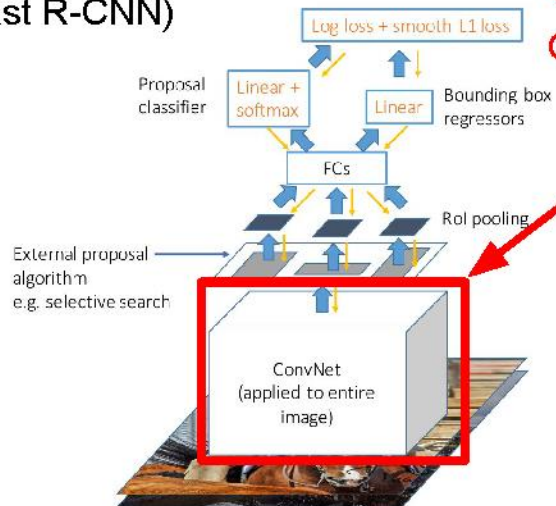 st R-CNN)
Log loss + smooth L1 loss
Proposal
classifier
Linear +
softmax
Linear
Bounding box
regressors
FCs
RoI pooling
External proposal
algorithm
e.g. selective search
ConvNet
(applied to entire
image)